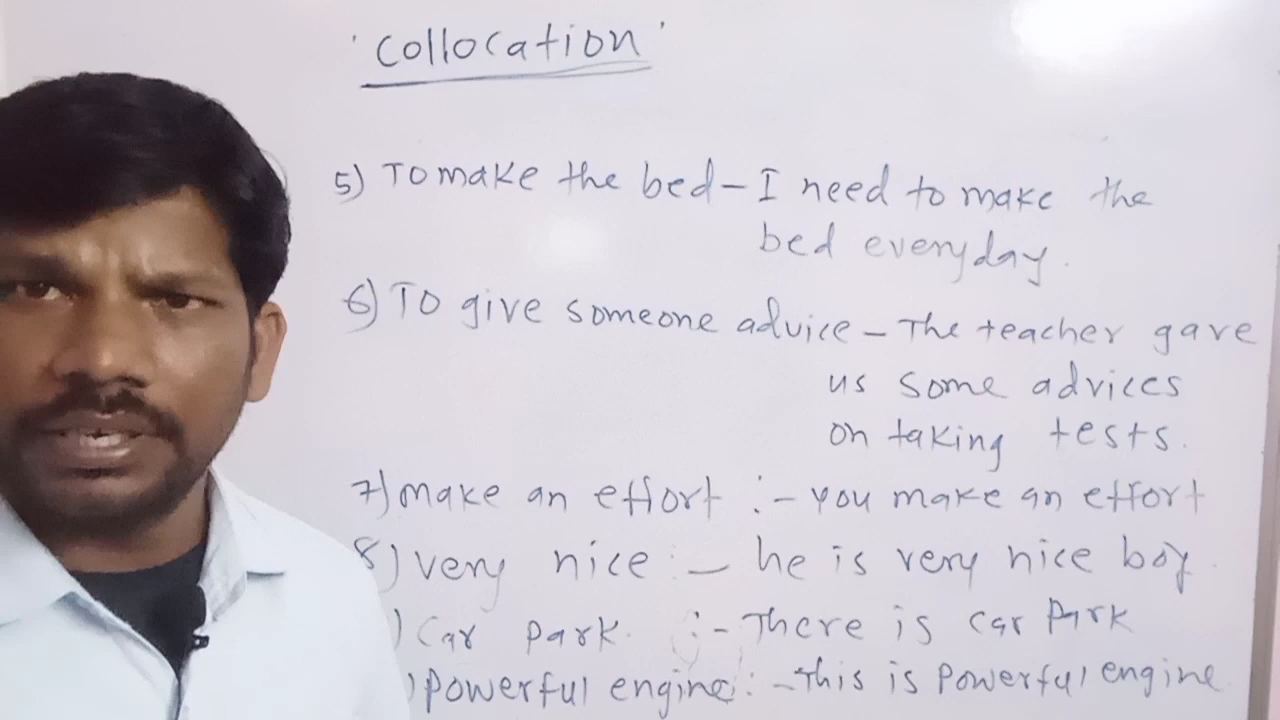 'Collocation'
5) To make the bed - I need to make the
bed everyday.
6) To give someone advice - The teacher gave
us some advices
on taking tests.
7) make an effort :- you make an effort
8) very nice :- he is very nice boy.
) Car park :- There is car park
) powerful engine :- This is powerful engine